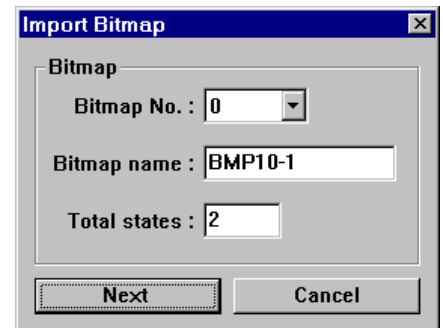 Import Bitmap
Bitmap
Bitmap No. : 0
Bitmap name : BMP10-1
Total states : 2
Next Cancel